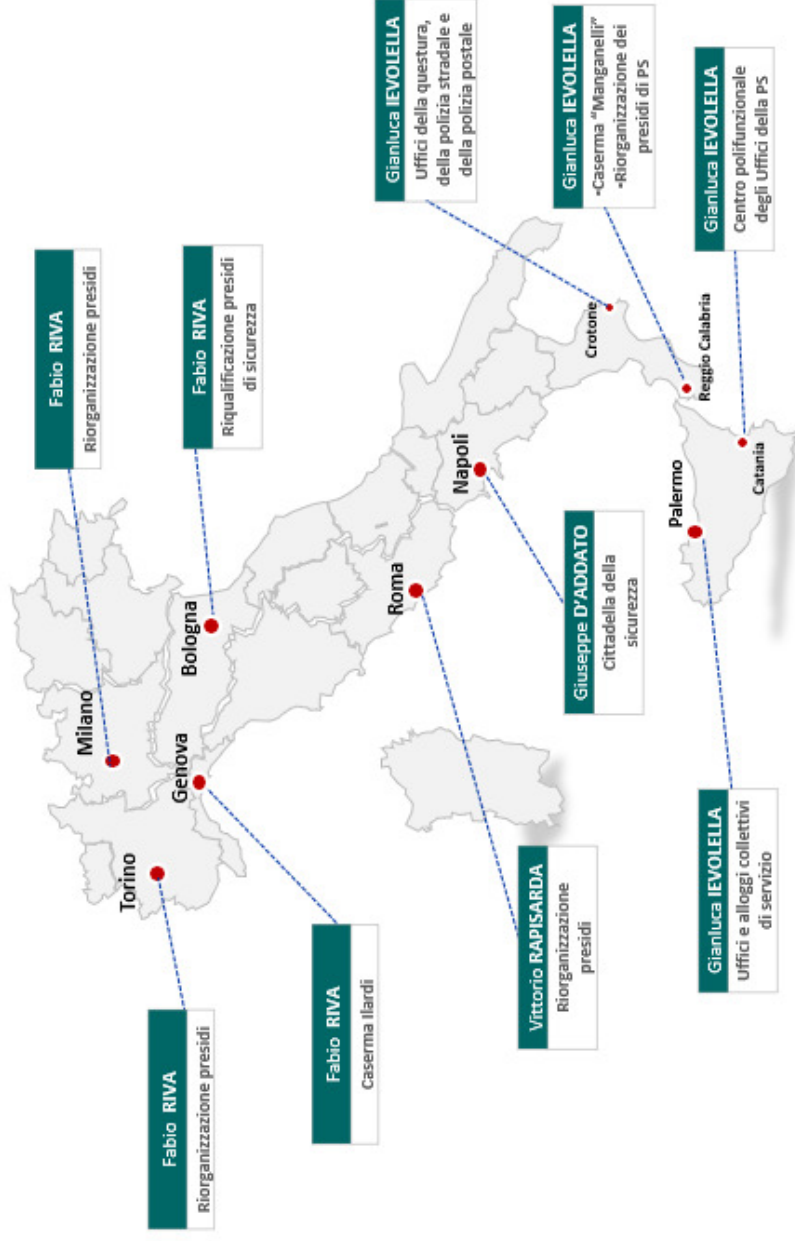 Fabio RIVA
Riorganizzazione presidi
Fabio RIVA
Caserma Ilardi
Fabio RIVA
Riorganizzazione presidi
Fabio RIVA
Riqualificazione presidi
di sicurezza
Torino
Milano
Genova
Bologna
Roma
Napoli
Palermo
Catania
Crotone
Reggio Calabria
Vittorio RAPISARDA
Riorganizzazione
presidi
Giuseppe D'ADDATO
Cittadella della
sicurezza
Gianluca IEVOLELLA
Uffici e alloggi collettivi
di servizio
Gianluca IEVOLELLA
Uffici della questura,
della polizia stradale e
della polizia postale
Gianluca IEVOLELLA
•Caserma “Manganelli”
•Riorganizzazione dei
presidi di PS
Gianluca IEVOLELLA
Centro polifunzionale
degli Uffici della PS